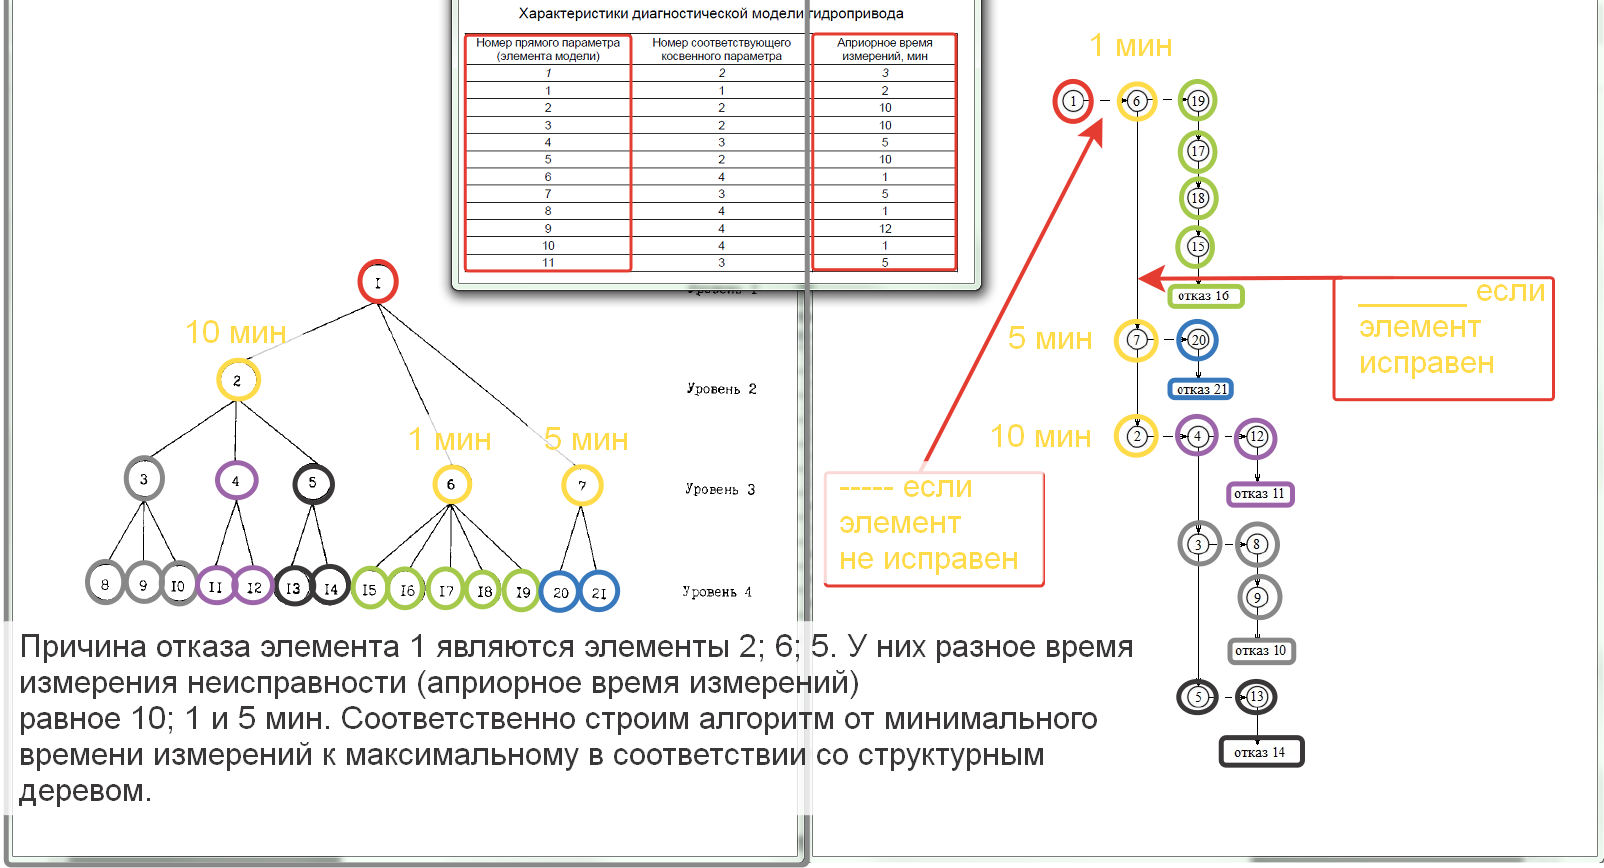 Характеристики диагностической модели гидропривода
Номер прямого параметра (элемента модели) Номер соответствующего косвенного параметра Априорное время измерений, мин
1 2 3
1 1 2
2 2 10
3 2 10
4 3 5
5 2 10
6 4 1
7 3 5
8 4 1
9 4 12
10 4 1
11 3 5
I
10 мин
2
Уровень 2
1 мин
5 мин
3 4 5 6 7
Уровень 3
8 9 10 II I2 I3 I4 I5 I6 I7 I8 I9 20 2I
Уровень 4
1 мин
1 6 19
17
18
15
отказ 16
_______ если
элемент
исправен
5 мин
7 20
отказ 21
10 мин
2 4 12
отказ 11
----- если
элемент
не исправен
3 8
9
отказ 10
5 13
отказ 14
Причина отказа элемента 1 являются элементы 2; 6; 5. У них разное время
измерения неисправности (априорное время измерений)
равное 10; 1 и 5 мин. Соответственно строим алгоритм от минимального
времени измерений к максимальному в соответствии со структурным
деревом.